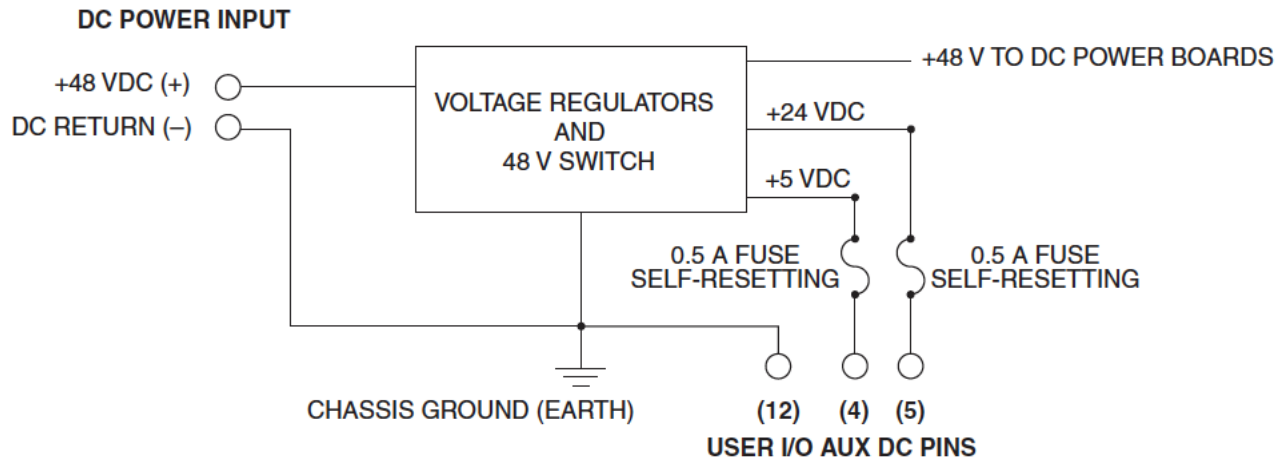 DC POWER INPUT
+48 VDC (+)
DC RETURN (–)
VOLTAGE REGULATORS
AND
48 V SWITCH
+48 V TO DC POWER BOARDS
+24 VDC
+5 VDC
0.5 A FUSE
SELF-RESETTING
0.5 A FUSE
SELF-RESETTING
CHASSIS GROUND (EARTH)
(12) (4) (5)
USER I/O AUX DC PINS